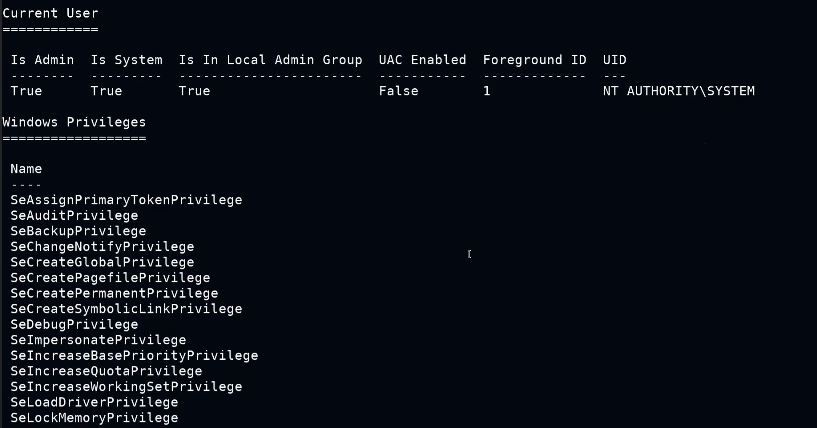 Current User
============
Is Admin  Is System  Is In Local Admin Group  UAC Enabled  Foreground ID  UID
--------  ---------  -----------------------  -----------  -------------  ---
True      True       True                     False        1              NT AUTHORITY\SYSTEM
Windows Privileges
==================
Name
----
SeAssignPrimaryTokenPrivilege
SeAuditPrivilege
SeBackupPrivilege
SeChangeNotifyPrivilege
SeCreateGlobalPrivilege
SeCreatePagefilePrivilege
SeCreatePermanentPrivilege
SeCreateSymbolicLinkPrivilege
SeDebugPrivilege
SeImpersonatePrivilege
SeIncreaseBasePriorityPrivilege
SeIncreaseQuotaPrivilege
SeIncreaseWorkingSetPrivilege
SeLoadDriverPrivilege
SeLockMemoryPrivilege